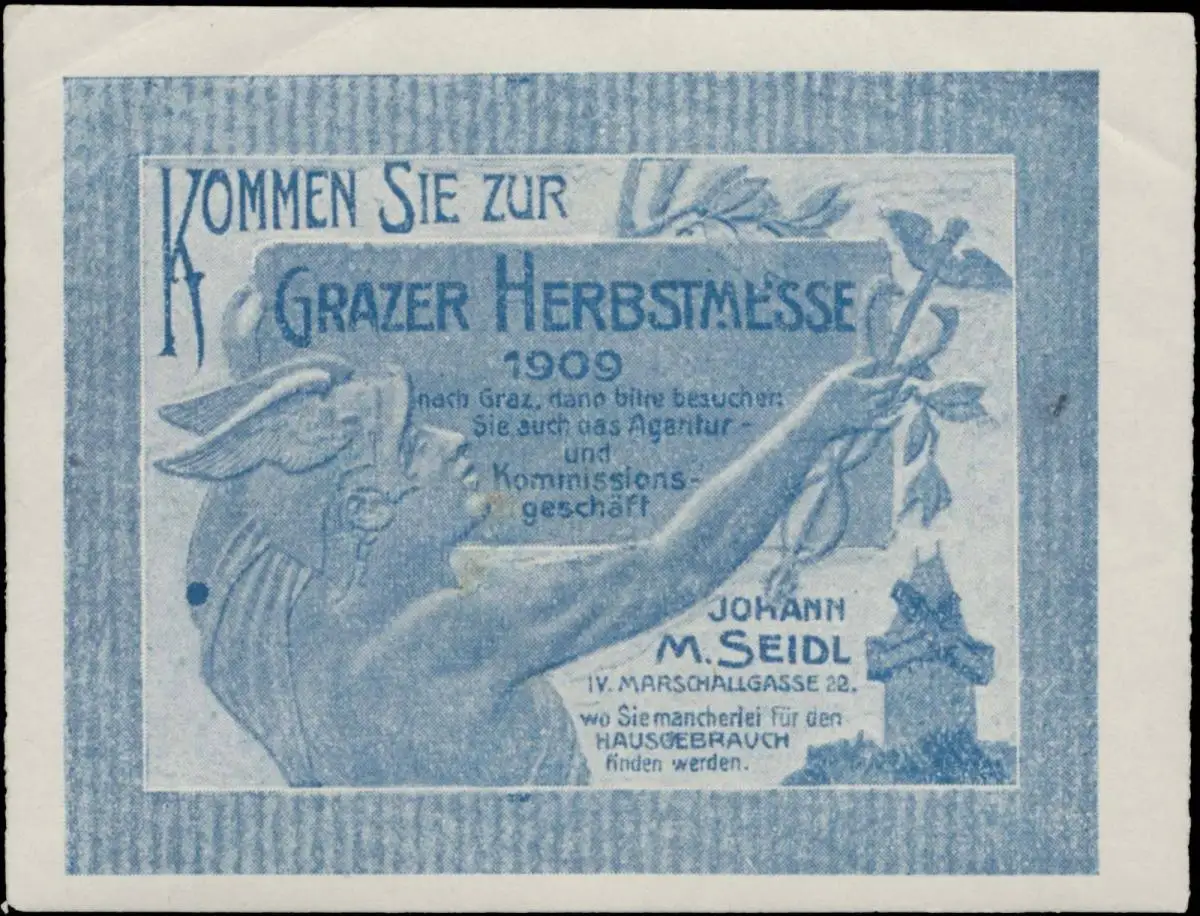 KOMMEN SIE ZUR
GRAZER HERBSTMESSE
1909
nach Graz, dann bitte besuchen
Sie auch das Agentur-
und
Kommissions-
geschäft
JOHANN
M. SEIDL
IV. MARSCHALLGASSE 22.
wo Sie mancherlei für den
HAUSGEBRAUCH
finden werden.